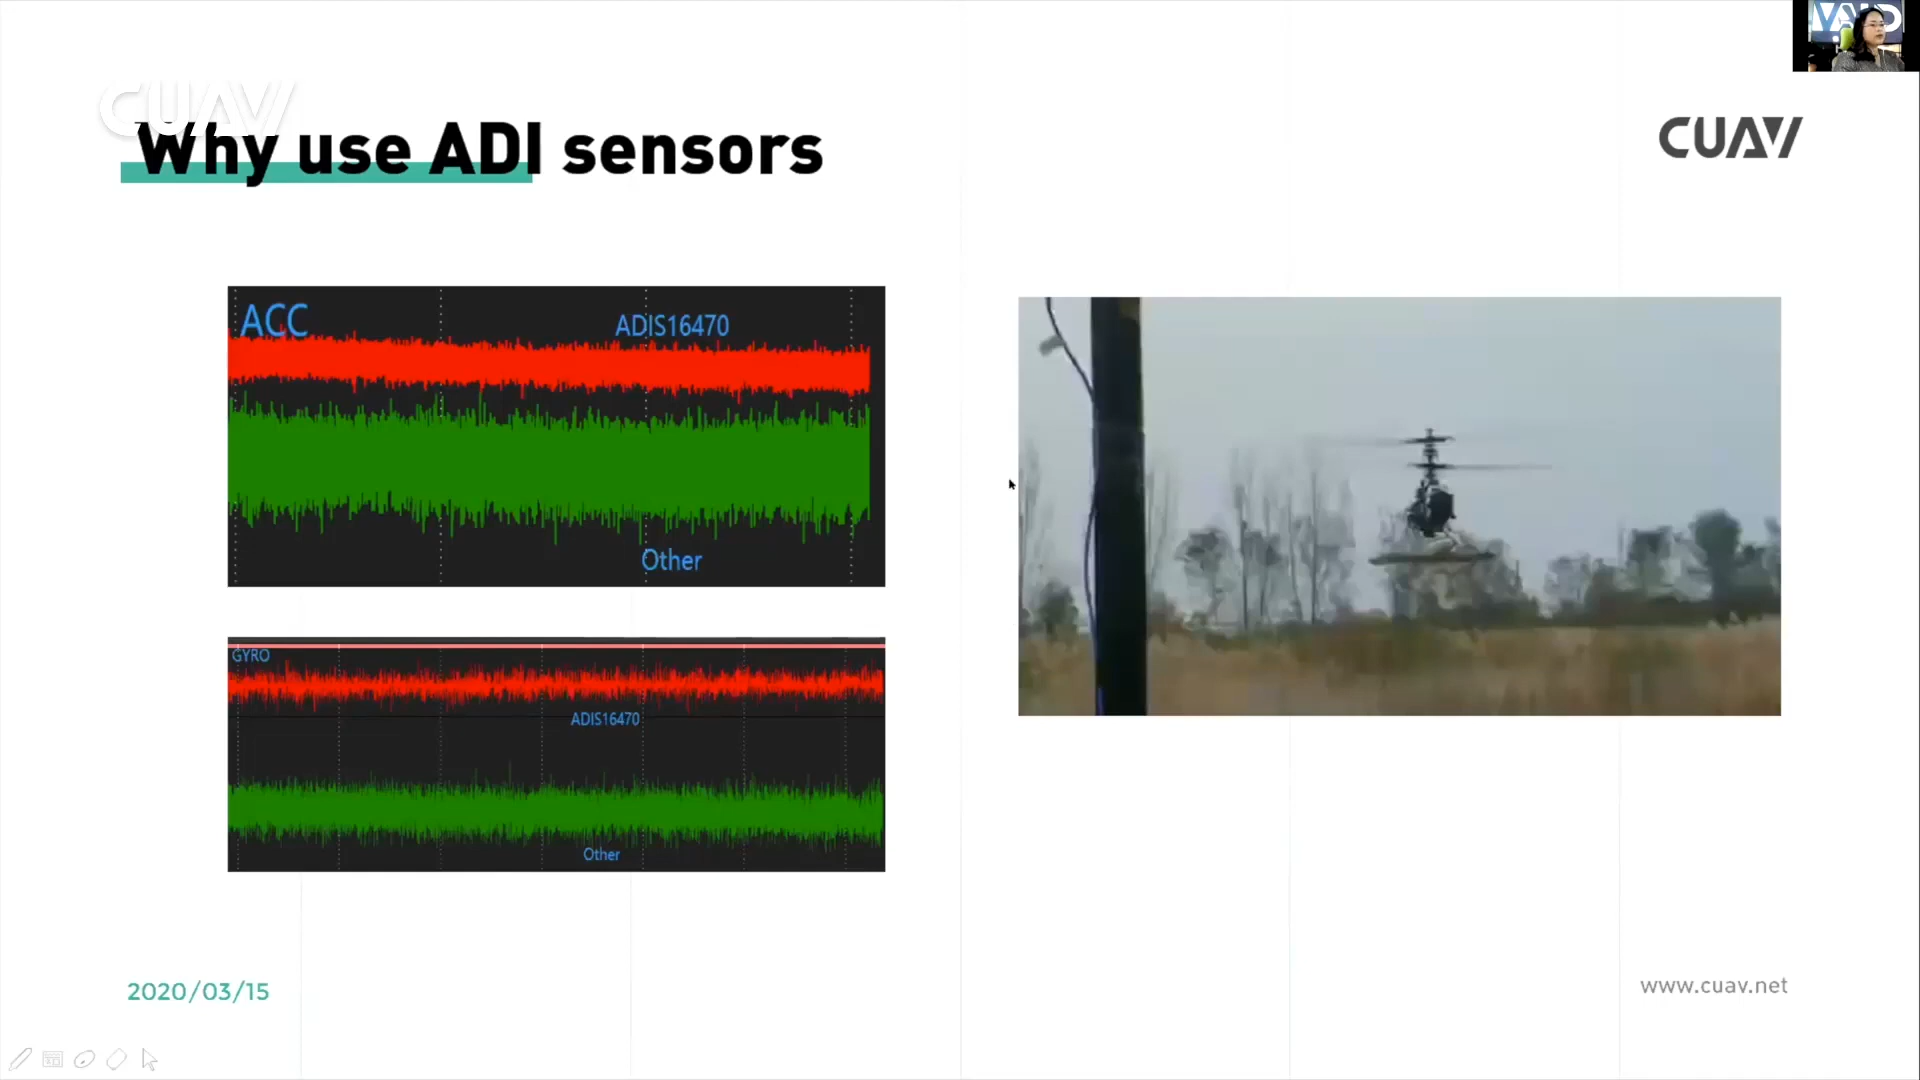 CUAV
Why use ADI sensors
CUAV
ACC
ADIS16470
Other
GYRO
ADIS16470
Other
2020/03/15
www.cuav.net